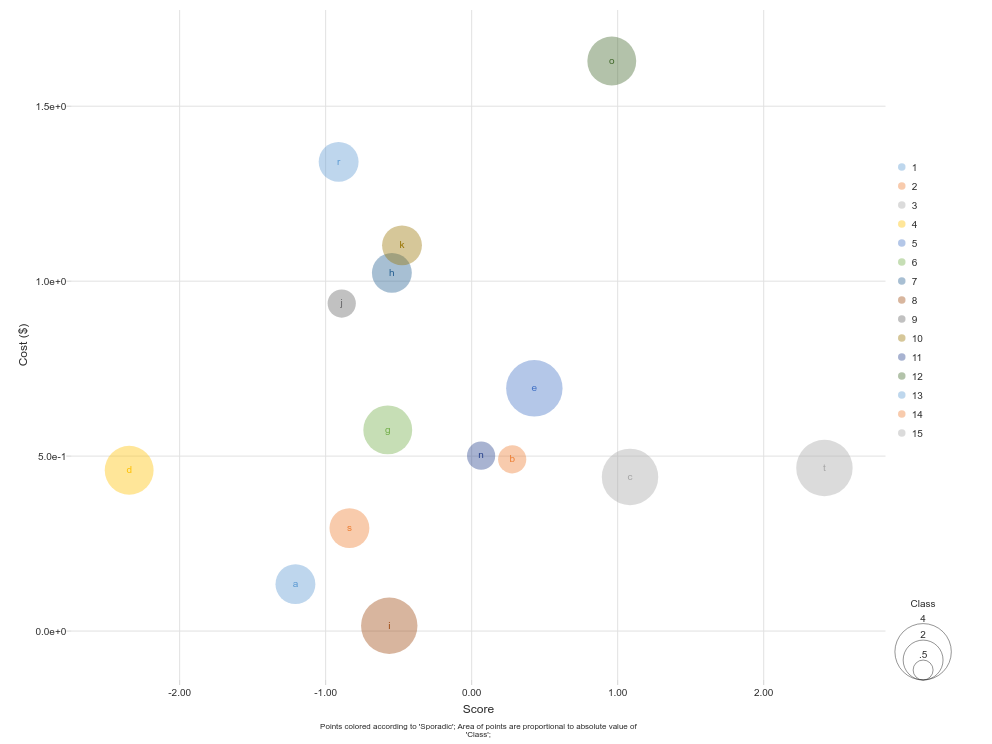 o
1.5e+0
r
1
2
3
4
k
5
6
h
1.0e+0
7
8
j
9
10
Cost ($)
11
12
e
13
14
g
15
n
b
5.0e-1
d
t
c
s
a
Class
4
i
0.0e+0
2
.5
-2.00
-1.00
0.00
1.00
2.00
Score
Points colored according to 'Sporadic'; Area of points are proportional to absolute value of
'Class';